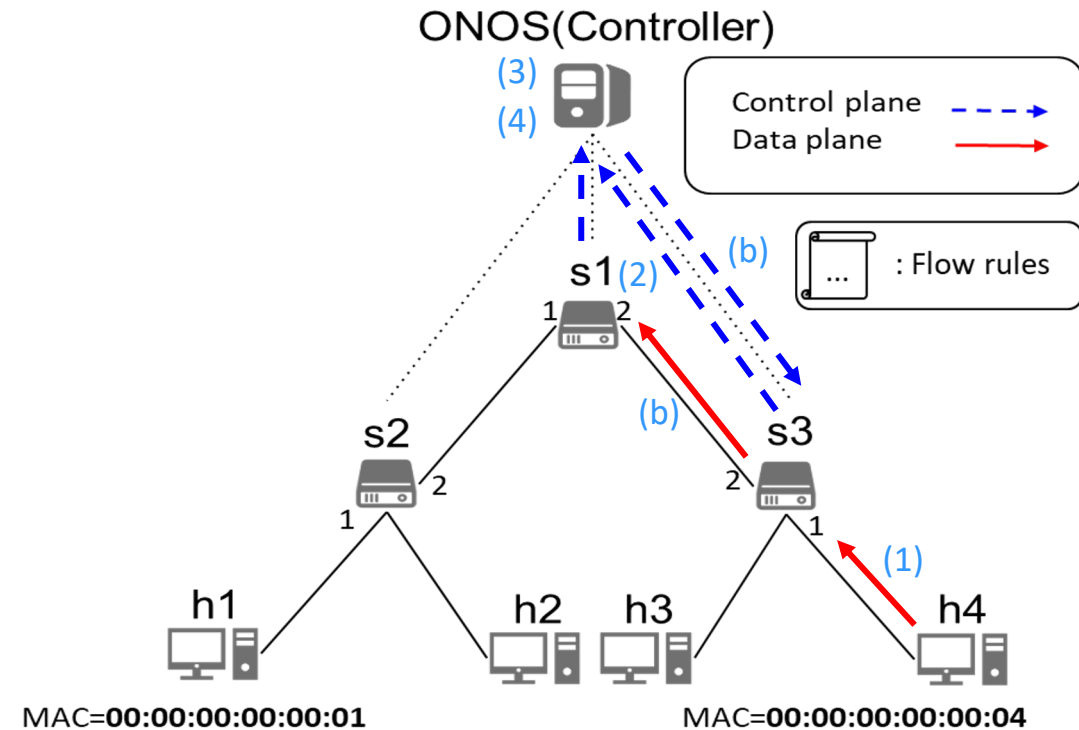 ONOS(Controller)
(3)
(4)
Control plane
Data plane
(b)
...
: Flow rules
s1
(2)
1
2
(b)
s2
s3
2
2
1
1
(1)
h1
h2
h3
h4
MAC=00:00:00:00:00:01
MAC=00:00:00:00:00:04